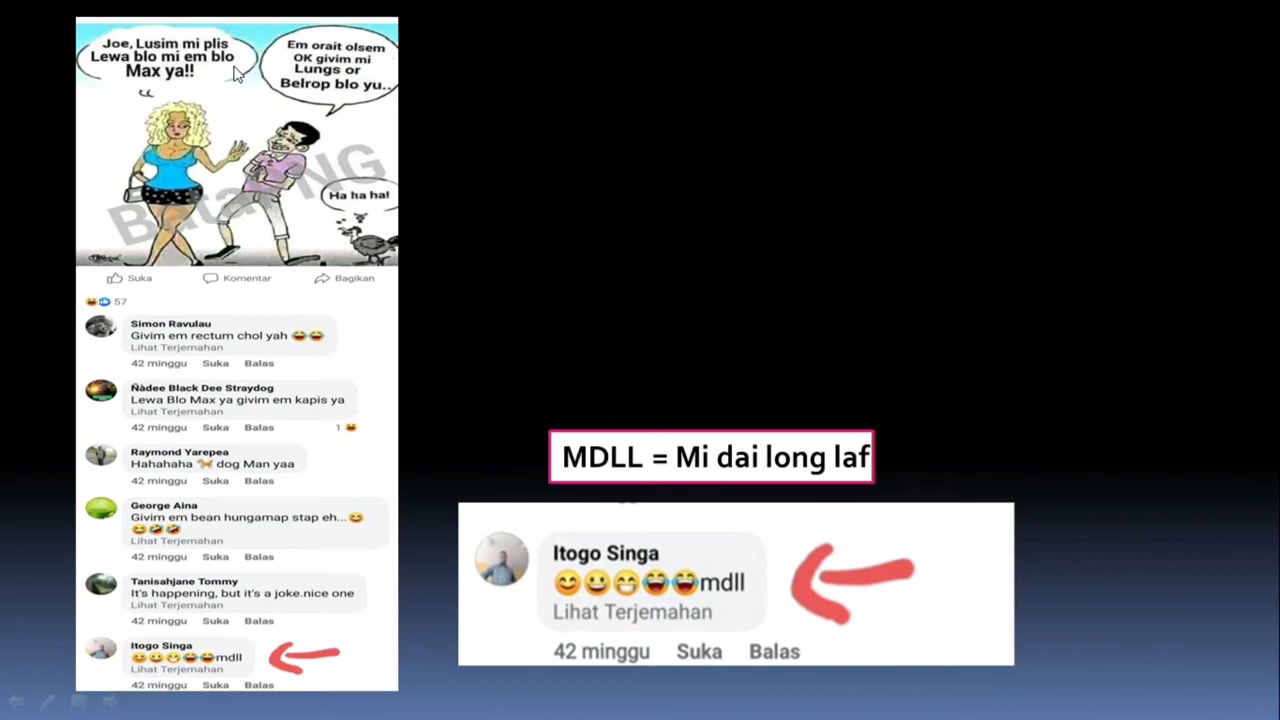 Joe, Lusim mi plis
Lewa blo mi em blo
Max ya!!
Em orait olsem
OK givim mi
Lungs or
Belrop blo yu..
Ha ha ha!
Suka
Komentar
Bagikan
57
Simon Ravulau
Givim em rectum chol yah 😂😂
Lihat Terjemahan
42 minggu Suka Balas
Ñàdee Black Dee Straydog
Lewa Blo Max ya givim em kapis ya
Lihat Terjemahan
42 minggu Suka Balas 1
Raymond Yarepea
Hahahaha 🐕 dog Man yaa
42 minggu Suka Balas
George Aina
Givim em bean hungamap stap eh...😄
😄🤣🤣
Lihat Terjemahan
42 minggu Suka Balas
Tanisahjane Tommy
It's happening, but it's a joke.nice one
Lihat Terjemahan
42 minggu Suka Balas
Itogo Singa
😊😀😁😂😂mdll
Lihat Terjemahan
42 minggu Suka Balas
MDLL = Mi dai long laf
Itogo Singa
😊😀😁😂😂mdll
Lihat Terjemahan
42 minggu Suka Balas